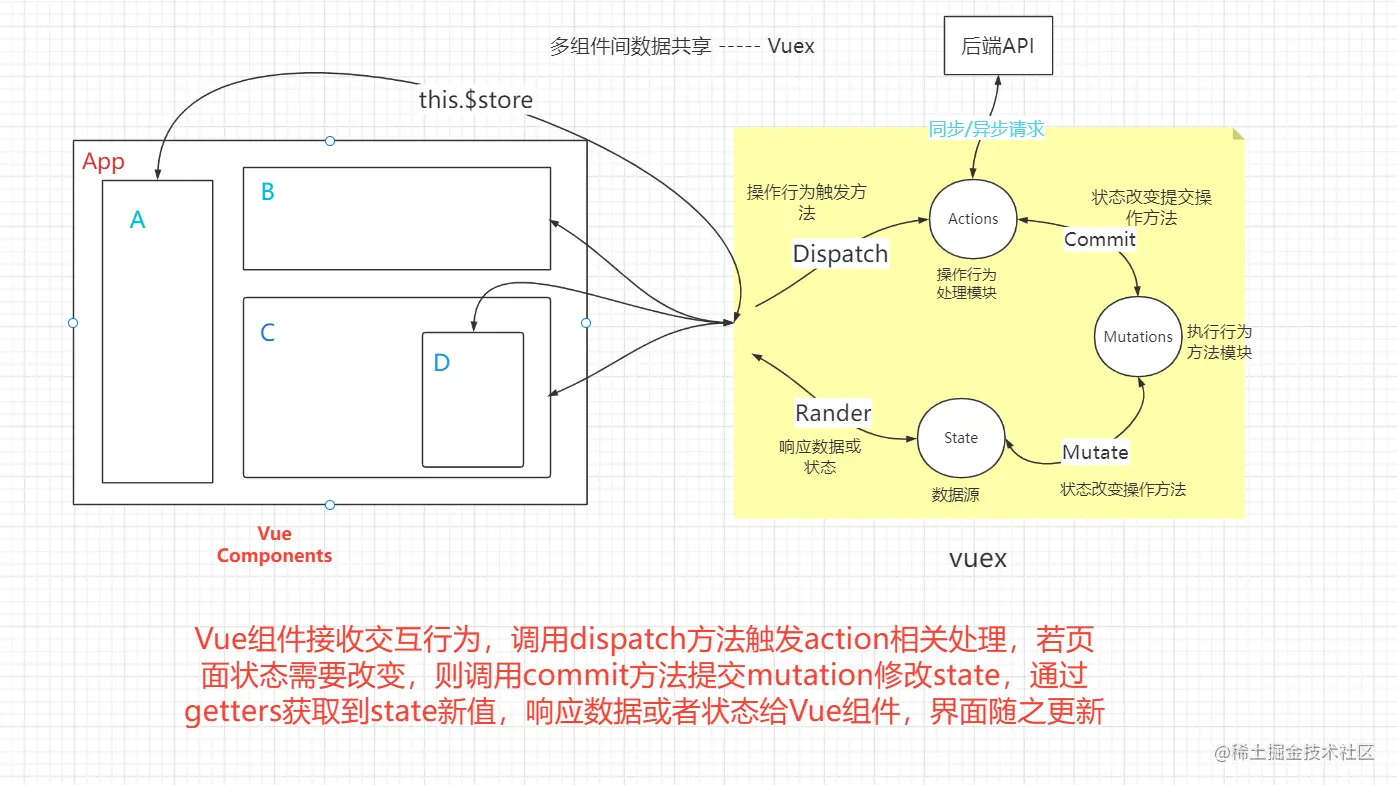 多组件间数据共享 ----- Vuex
后端API
this.$store
同步/异步请求
App
A
B
C
D
Vue
Components
操作行为触发方
法
Dispatch
Actions
操作行为
处理模块
状态改变提交操
作方法
Commit
Mutations
执行行为
方法模块
Rander
响应数据或
状态
State
数据源
Mutate
状态改变操作方法
vuex
Vue组件接收交互行为，调用dispatch方法触发action相关处理，若页
面状态需要改变，则调用commit方法提交mutation修改state，通过
getters获取到state新值，响应数据或者状态给Vue组件，界面随之更新
@稀土掘金技术社区